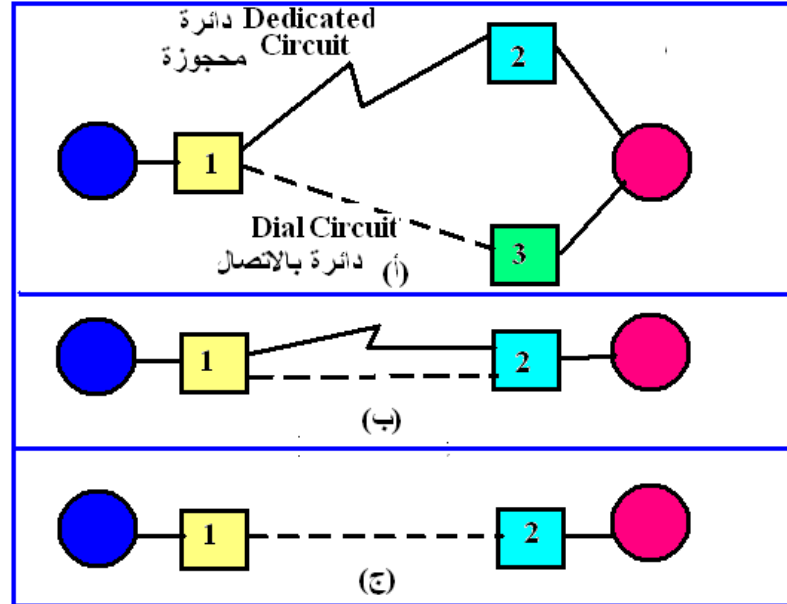 دائرة Dedicated
محجوزة Circuit
2
1
Dial Circuit
3
دائرة بالاتصال
(أ)
1
2
(ب)
1
2
(ج)